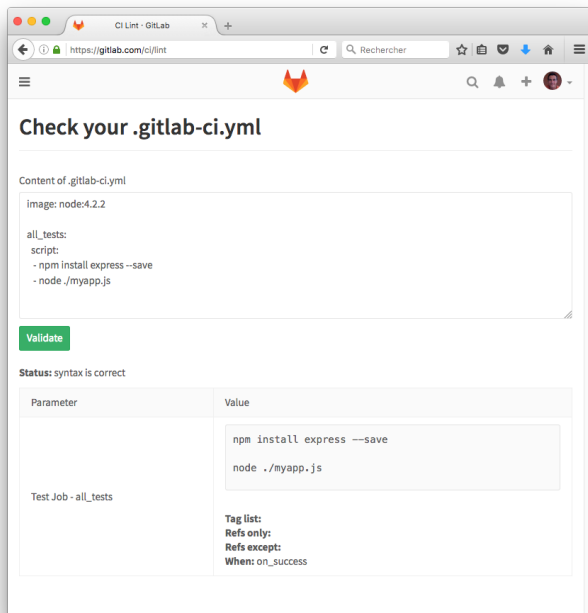 CI Lint · GitLab
https://gitlab.com/ci/lint
Rechercher
Check your .gitlab-ci.yml
Content of .gitlab-ci.yml
image: node:4.2.2
all_tests:
script:
- npm install express --save
- node ./myapp.js
Validate
Status: syntax is correct
Parameter Value
npm install express --save
node ./myapp.js
Test Job - all_tests
Tag list:
Refs only:
Refs except:
When: on_success